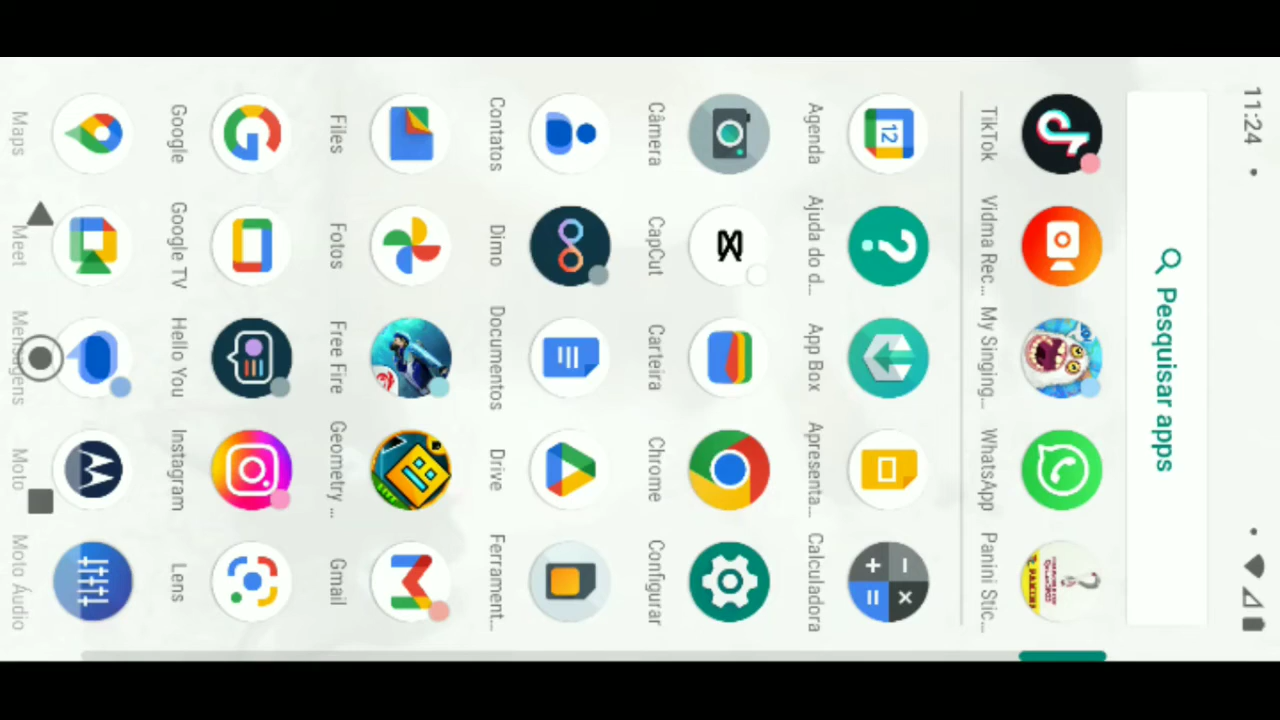 11:24
Pesquisar apps
TikTok Vidma Rec... My Singing... WhatsApp Panini Stic...
12
Agenda Ajuda do d... App Box Apresenta... Calculadora
Câmera CapCut Carteira Chrome Configurar
Contatos Dimo Documentos Drive Ferrament...
Files Fotos Free Fire Geometry ... Gmail
Google Google TV Hello You Instagram Lens
Maps Meet Mensagens Moto Moto Áudio